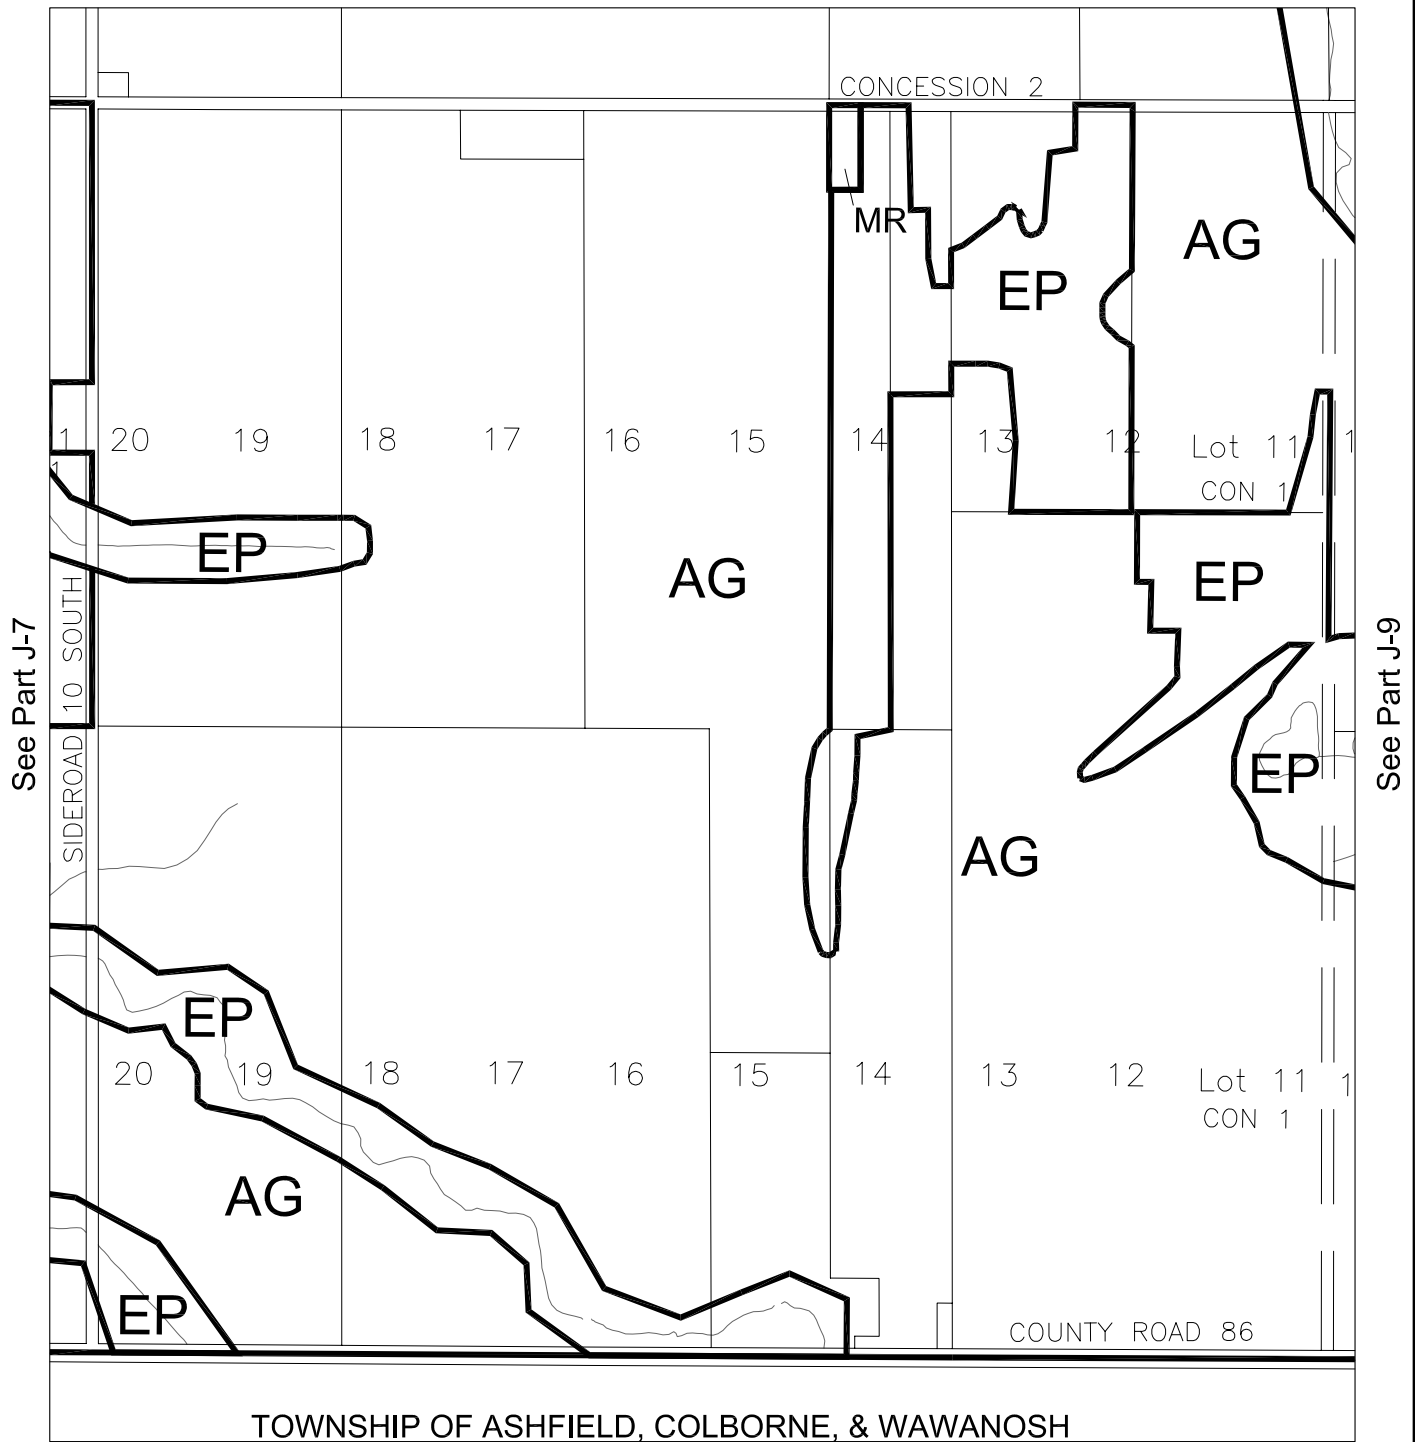 CONCESSION 2
MR
AG
EP
1 20 19 18 17 16 15 14 13 12 Lot 11 1
1
CON 1
EP
AG
EP
SIDEROAD 10 SOUTH
See Part J-7
See Part J-9
EP
AG
EP
20 19 18 17 16 15 14 13 12 Lot 11 1
CON 1
AG
EP
COUNTY ROAD 86
TOWNSHIP OF ASHFIELD, COLBORNE, & WAWANOSH